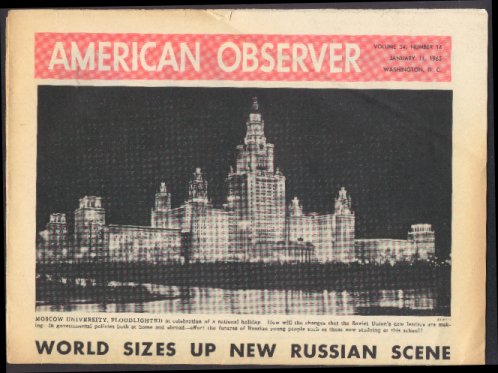 AMERICAN OBSERVER
VOLUME 34, NUMBER 14
JANUARY 11, 1965
WASHINGTON, D. C.
MOSCOW UNIVERSITY, FLOODLIGHTED in celebration of a national holiday. How will the changes that the Soviet Union's new leaders are mak-
ing in governmental policies both at home and abroad—effect the futures of Russian young people such as those now studying at this school?
WORLD SIZES UP NEW RUSSIAN SCENE